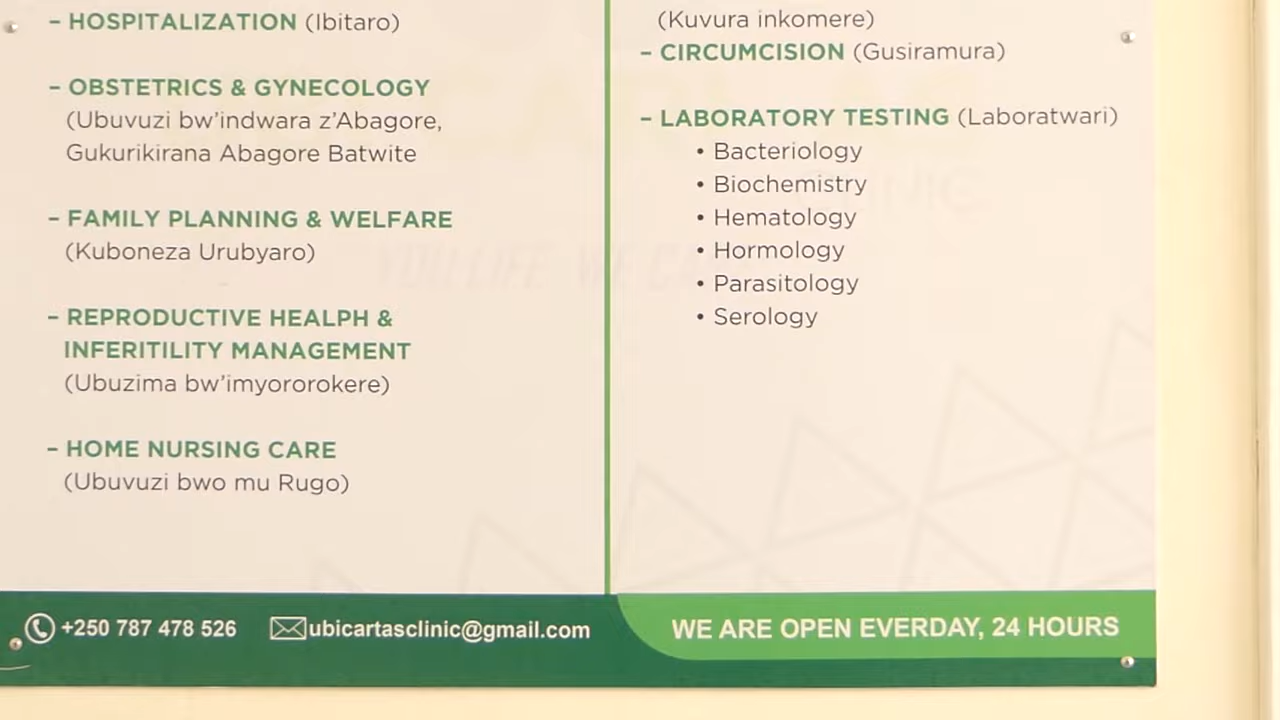 – HOSPITALIZATION (Ibitaro)
– OBSTETRICS & GYNECOLOGY
(Ubuvuzi bw'indwara z'Abagore,
Gukurikirana Abagore Batwite
– FAMILY PLANNING & WELFARE
(Kuboneza Urubyaro)
– REPRODUCTIVE HEALPH &
INFERITILITY MANAGEMENT
(Ubuzima bw'imyororokere)
– HOME NURSING CARE
(Ubuvuzi bwo mu Rugo)
(Kuvura inkomere)
– CIRCUMCISION (Gusiramura)
– LABORATORY TESTING (Laboratwari)
• Bacteriology
• Biochemistry
• Hematology
• Hormology
• Parasitology
• Serology
+250 787 478 526
ubicartasclinic@gmail.com
WE ARE OPEN EVERDAY, 24 HOURS